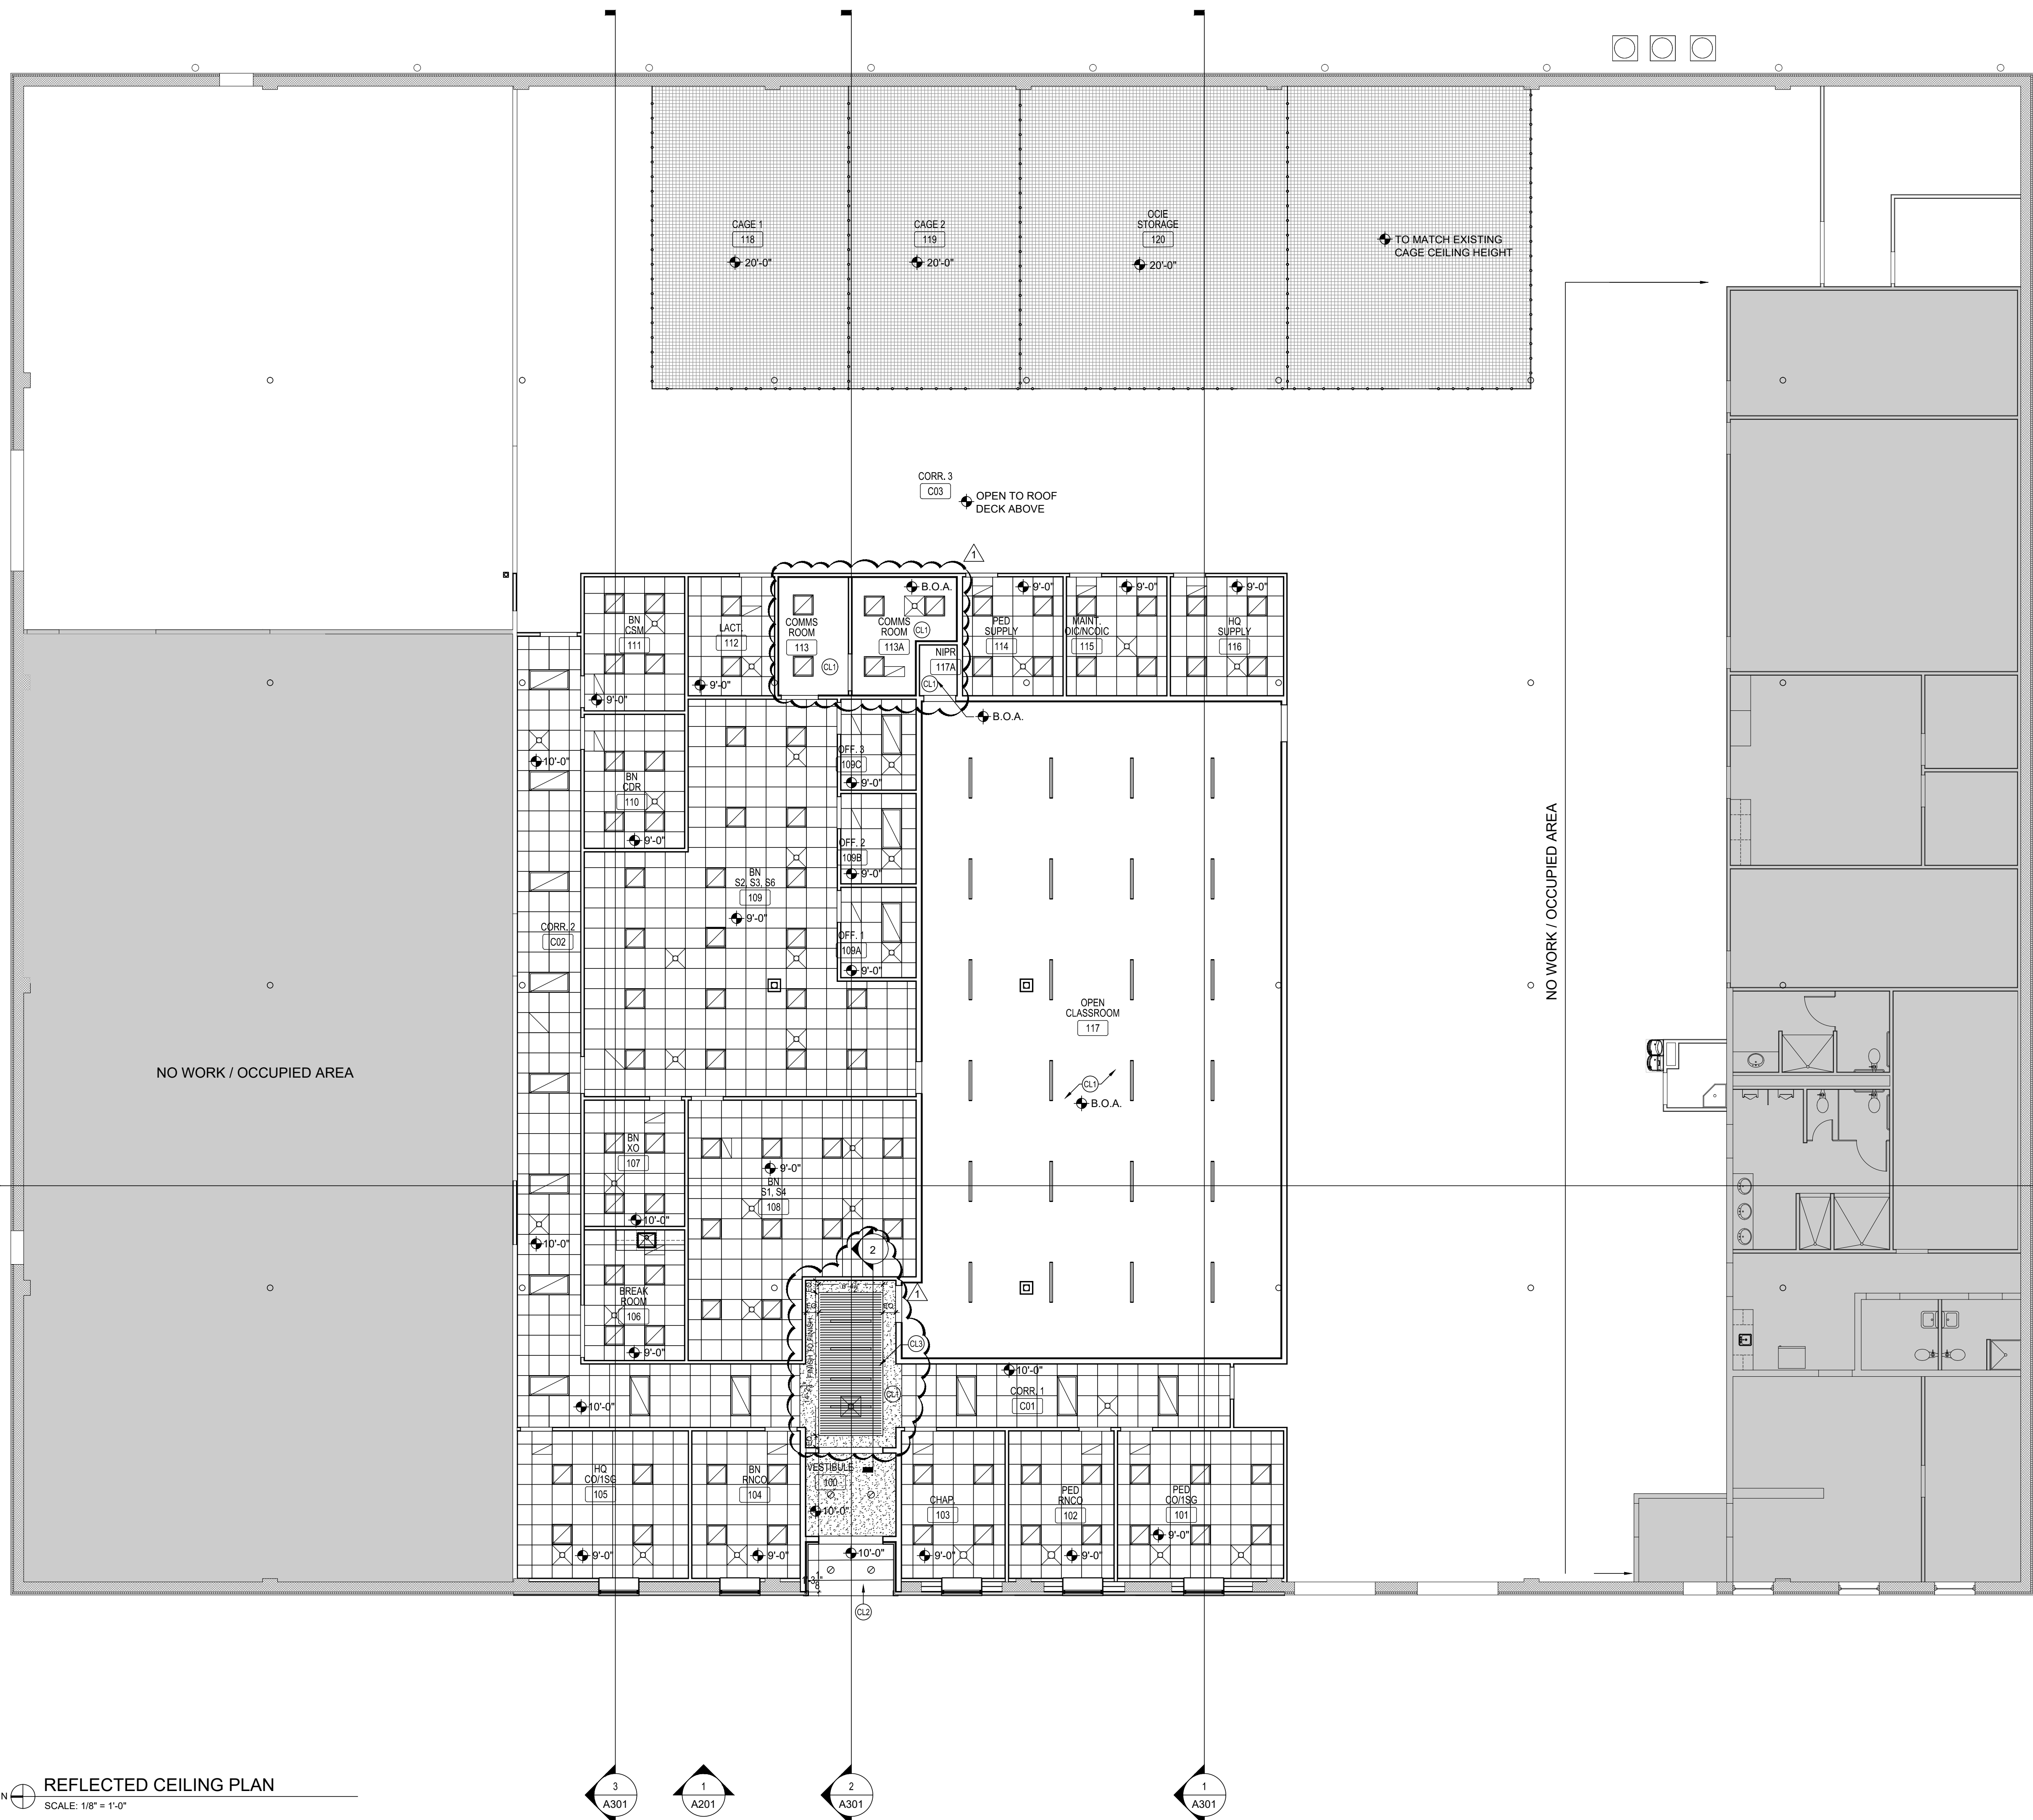 CAGE 1
118
20'-0"
CAGE 2
119
20'-0"
OCIE
STORAGE
120
20'-0"
TO MATCH EXISTING
CAGE CEILING HEIGHT
CORR. 3
C03
OPEN TO ROOF
DECK ABOVE
1
BN
CSM
111
9'-0"
LACT.
112
9'-0"
COMMS
ROOM
113
CL1
B.O.A.
COMMS
ROOM
113A
CL1
NIPR
117A
CL1
B.O.A.
9'-0"
PED
SUPPLY
114
9'-0"
MAINT.
OIC/NCOIC
115
9'-0"
HQ
SUPPLY
116
10'-0"
BN
CDR
110
9'-0"
OFF. 3
109C
9'-0"
OFF. 2
109B
9'-0"
OFF. 1
109A
9'-0"
BN
S2, S3, S6
109
9'-0"
CORR. 2
C02
OPEN
CLASSROOM
117
CL1
B.O.A.
NO WORK / OCCUPIED AREA
NO WORK / OCCUPIED AREA
BN
XO
107
10'-0"
9'-0"
BN
S1, S4
108
10'-0"
BREAK
ROOM
106
9'-0"
2
1
EQ.
EQ.
EQ.
EQ.
FINISH TO FINISH
CL3
CL1
10'-0"
10'-0"
CORR. 1
C01
HQ
CO/1SG
105
9'-0"
BN
RNCO
104
9'-0"
VESTIBULE
100
10'-0"
10'-0"
CL2
CHAP.
103
9'-0"
PED
RNCO
102
9'-0"
PED
CO/1SG
101
9'-0"
N
REFLECTED CEILING PLAN
SCALE: 1/8" = 1'-0"
3
A301
1
A201
2
A301
1
A301